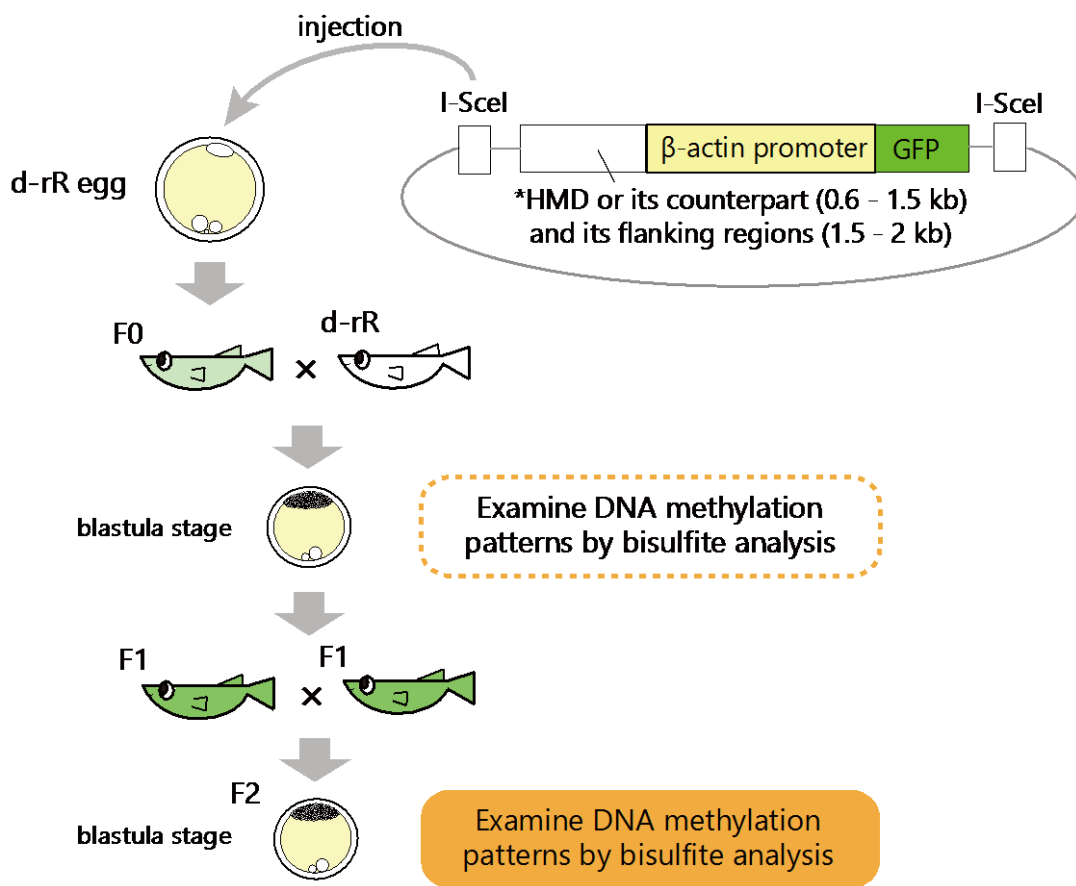 injection
I-SceI
I-SceI
β-actin promoter
GFP
d-rR egg
*HMD or its counterpart (0.6 - 1.5 kb)
and its flanking regions (1.5 - 2 kb)
F0
d-rR
×
blastula stage
Examine DNA methylation
patterns by bisulfite analysis
F1
F1
×
F2
blastula stage
Examine DNA methylation
patterns by bisulfite analysis